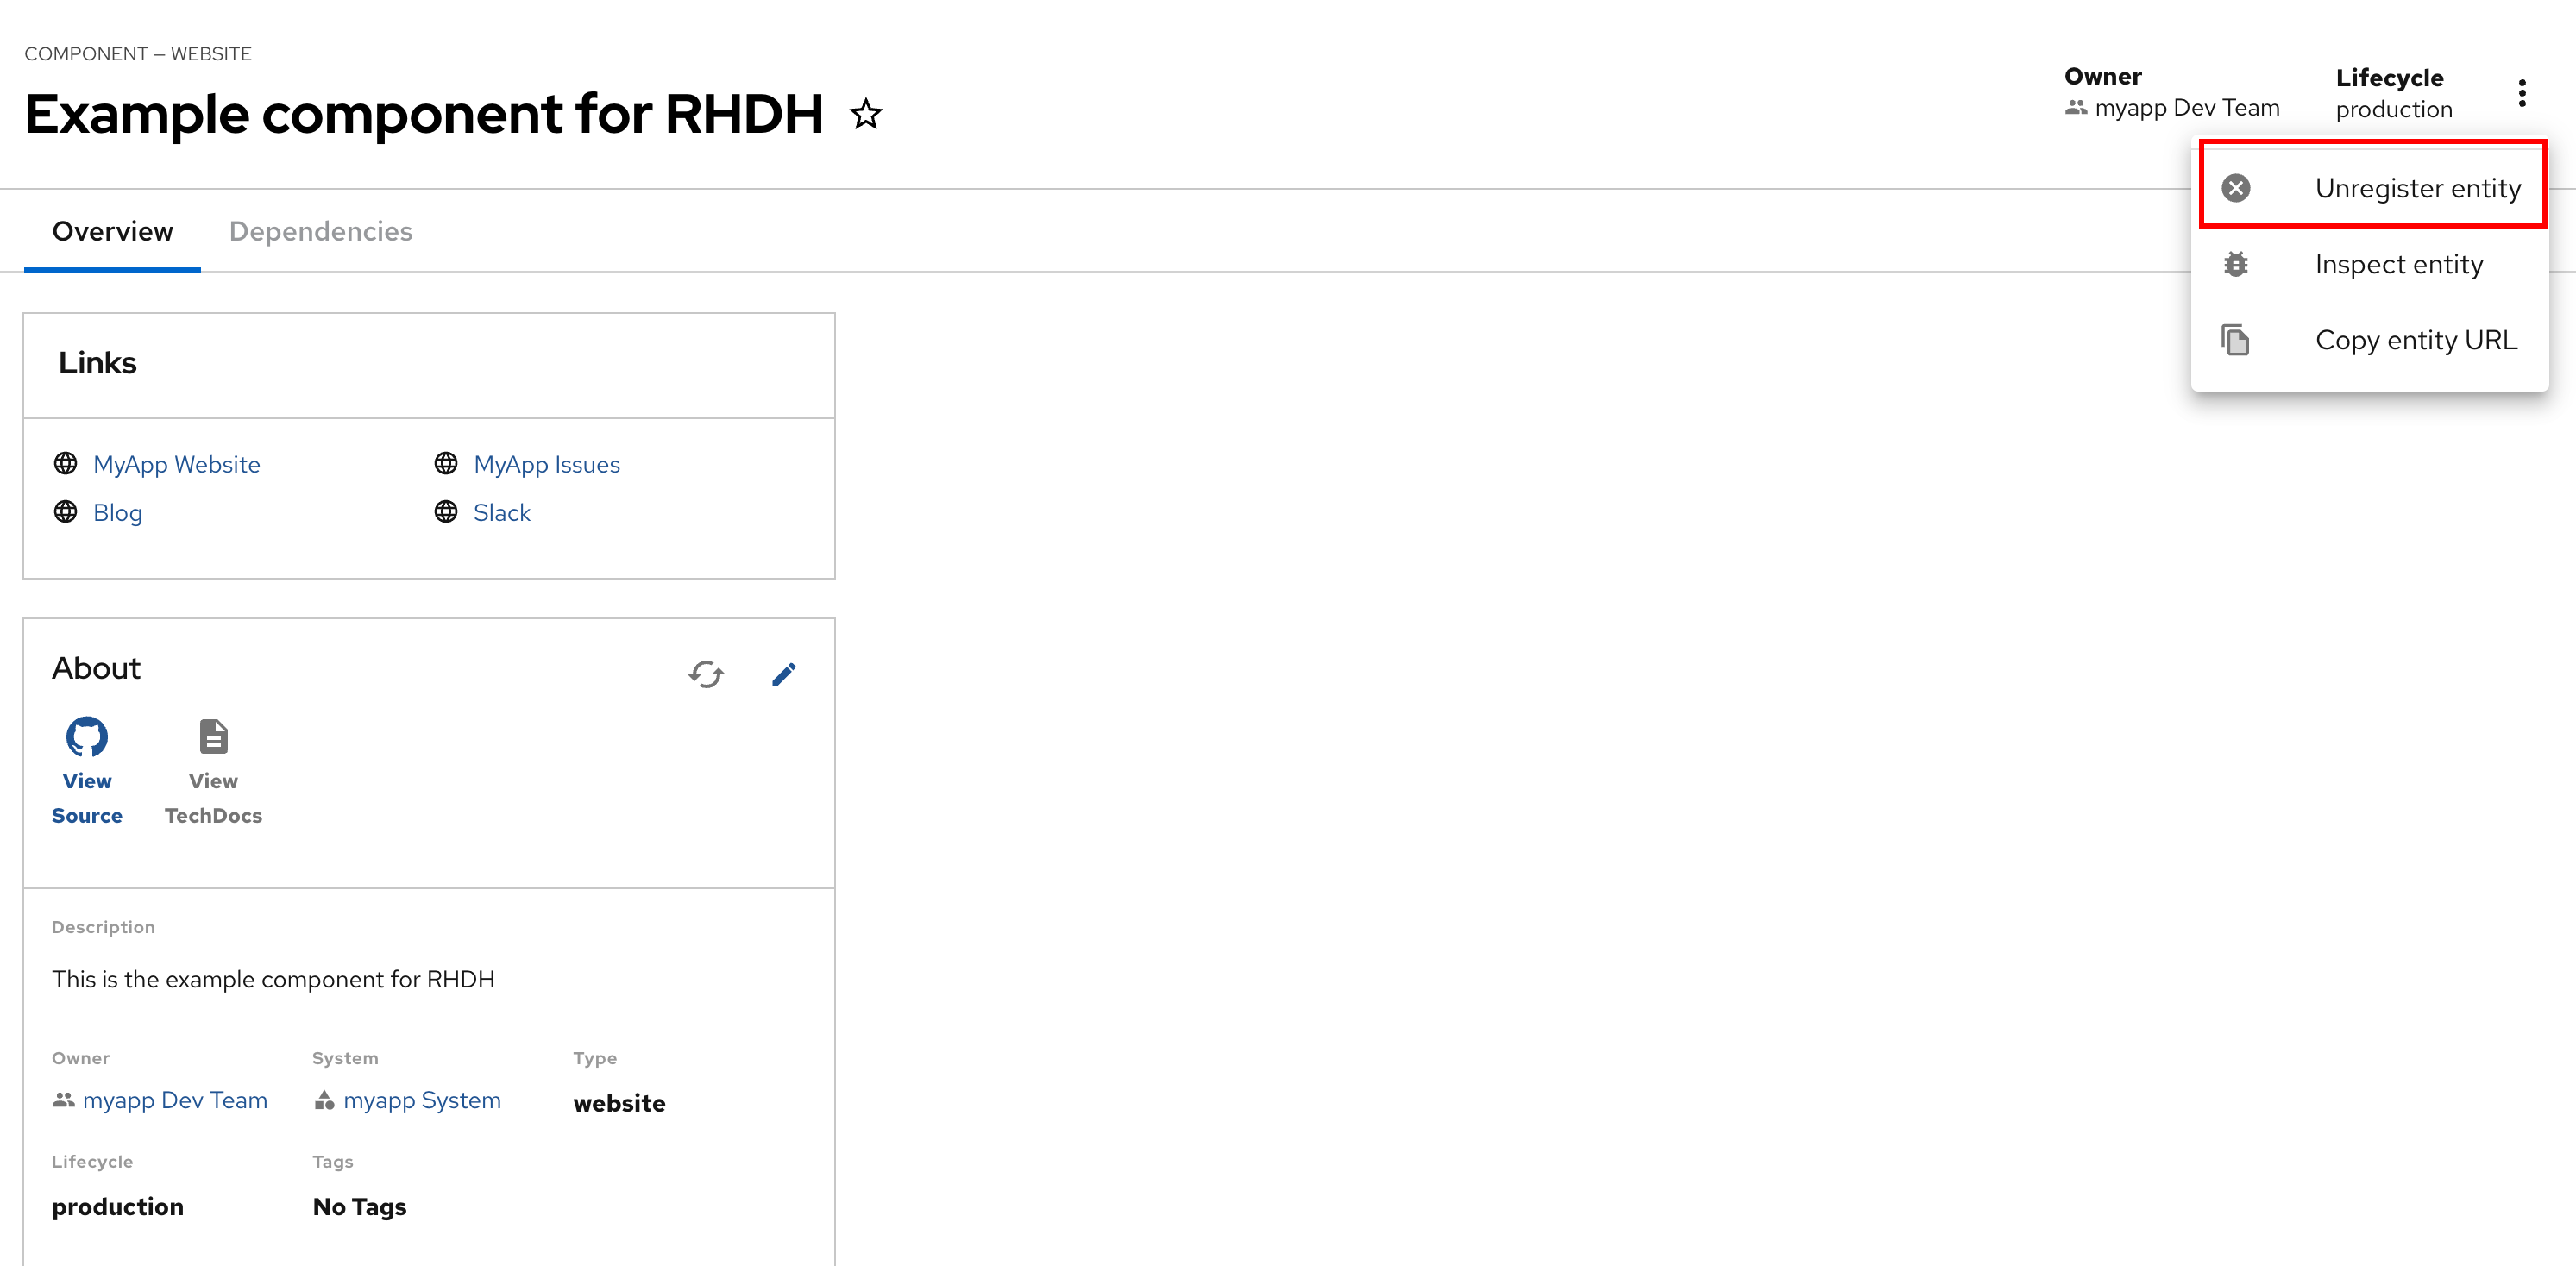 COMPONENT — WEBSITE
Example component for RHDH
Owner
myapp Dev Team
Lifecycle
production
Unregister entity
Inspect entity
Copy entity URL
Overview Dependencies
Links
MyApp Website MyApp Issues
Blog Slack
About
View Source
View TechDocs
Description
This is the example component for RHDH
Owner System Type
myapp Dev Team myapp System website
Lifecycle Tags
production No Tags